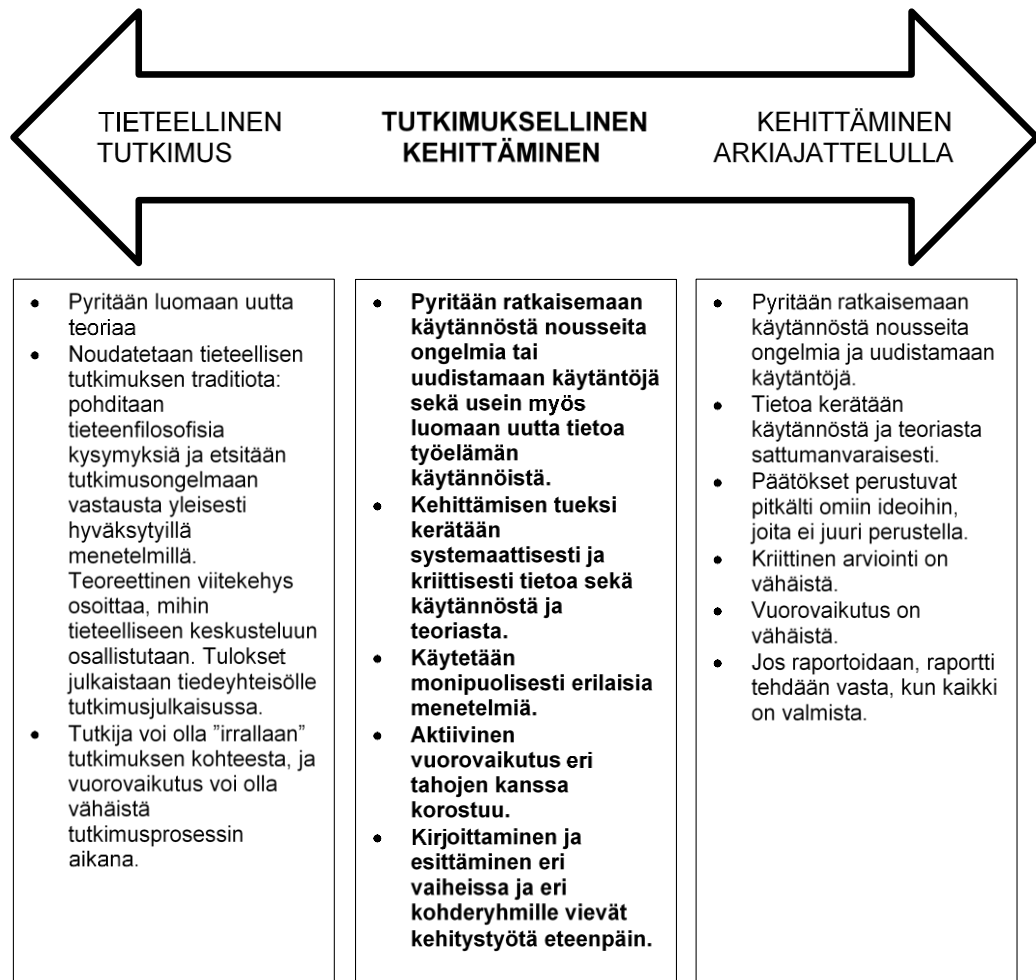 TIETEELLINEN
TUTKIMUS
TUTKIMUKSELLINEN
KEHITTÄMINEN
KEHITTÄMINEN
ARKIAJATTELULLA
• Pyritään luomaan uutta
teoriaa
• Noudatetaan tieteellisen
tutkimuksen traditiota:
pohditaan
tieteenfilosofisia
kysymyksiä ja etsitään
tutkimusongelmaan
vastausta yleisesti
hyväksytyillä
menetelmillä.
Teoreettinen viitekehys
osoittaa, mihin
tieteelliseen keskusteluun
osallistutaan. Tulokset
julkaistaan tiedeyhteisölle
tutkimusjulkaisussa.
• Tutkija voi olla ”irrallaan”
tutkimuksen kohteesta, ja
vuorovaikutus voi olla
vähäistä
tutkimusprosessin
aikana.
• Pyritään ratkaisemaan
käytännöstä nousseita
ongelmia tai
uudistamaan käytäntöjä
sekä usein myös
luomaan uutta tietoa
työelämän
käytännöistä.
• Kehittämisen tueksi
kerätään
systemaattisesti ja
kriittisesti tietoa sekä
käytännöstä ja
teoriasta.
• Käytetään
monipuolisesti erilaisia
menetelmiä.
• Aktiivinen
vuorovaikutus eri
tahojen kanssa
korostuu.
• Kirjoittaminen ja
esittäminen eri
vaiheissa ja eri
kohderyhmille vievät
kehitystyötä eteenpäin.
• Pyritään ratkaisemaan
käytännöstä nousseita
ongelmia ja uudistamaan
käytäntöjä.
• Tietoa kerätään
käytännöstä ja teoriasta
sattumanvaraisesti.
• Päätökset perustuvat
pitkälti omiin ideoihin,
joita ei juuri perustella.
• Kriittinen arviointi on
vähäistä.
• Vuorovaikutus on
vähäistä.
• Jos raportoidaan, raportti
tehdään vasta, kun kaikki
on valmista.